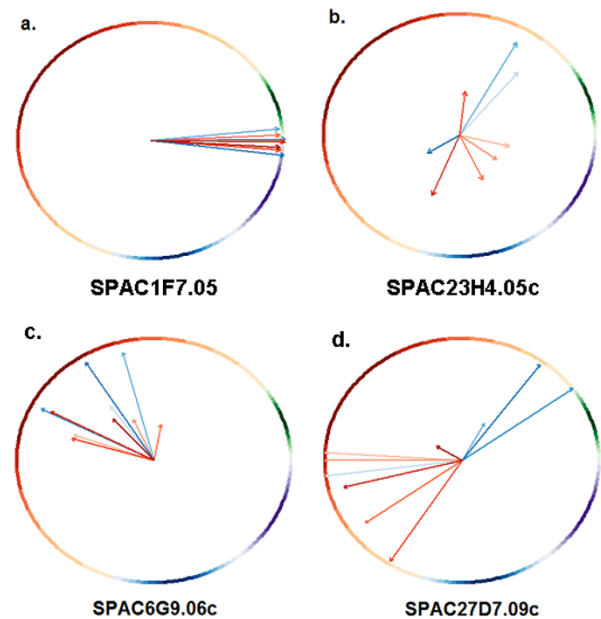 a.
b.
SPAC1F7.05
SPAC23H4.05c
c.
d.
SPAC6G9.06c
SPAC27D7.09c